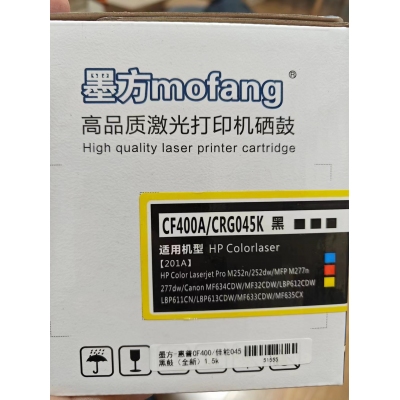 墨方mofang®
高品质激光打印机硒鼓
High quality laser printer cartridge
CF400A/CRG045K 黑
适用机型 HP Colorlaser
【201A】
HP Color Laserjet Pro M252n/252dw/MFP M277n
277dw/Canon MF634CDW/MF32CDW/LBP612CDW
LBP611CN/LBP613CDW/MF633CDW/MF635CX
墨方-惠普CF400/佳能045
黑鼓（全新）1.5k